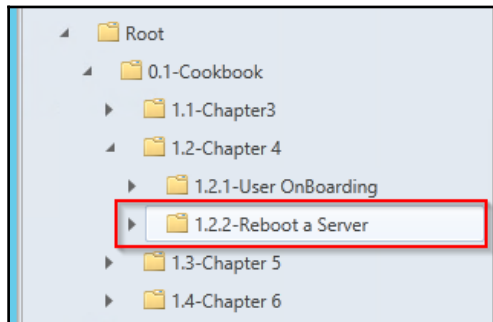 Root
0.1-Cookbook
1.1-Chapter3
1.2-Chapter 4
1.2.1-User OnBoarding
1.2.2-Reboot a Server
1.3-Chapter 5
1.4-Chapter 6